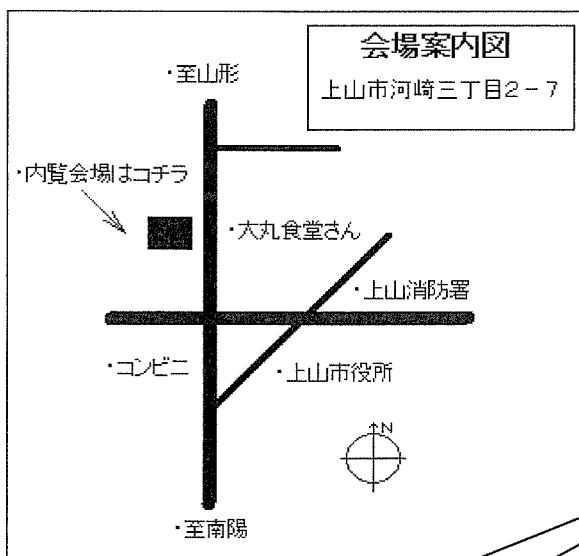 会場案内図
上山市河崎三丁目2-7
・至山形
・内覧会場はコチラ
・大丸食堂さん
・上山消防署
・コンビニ
・上山市役所
N
・至南陽